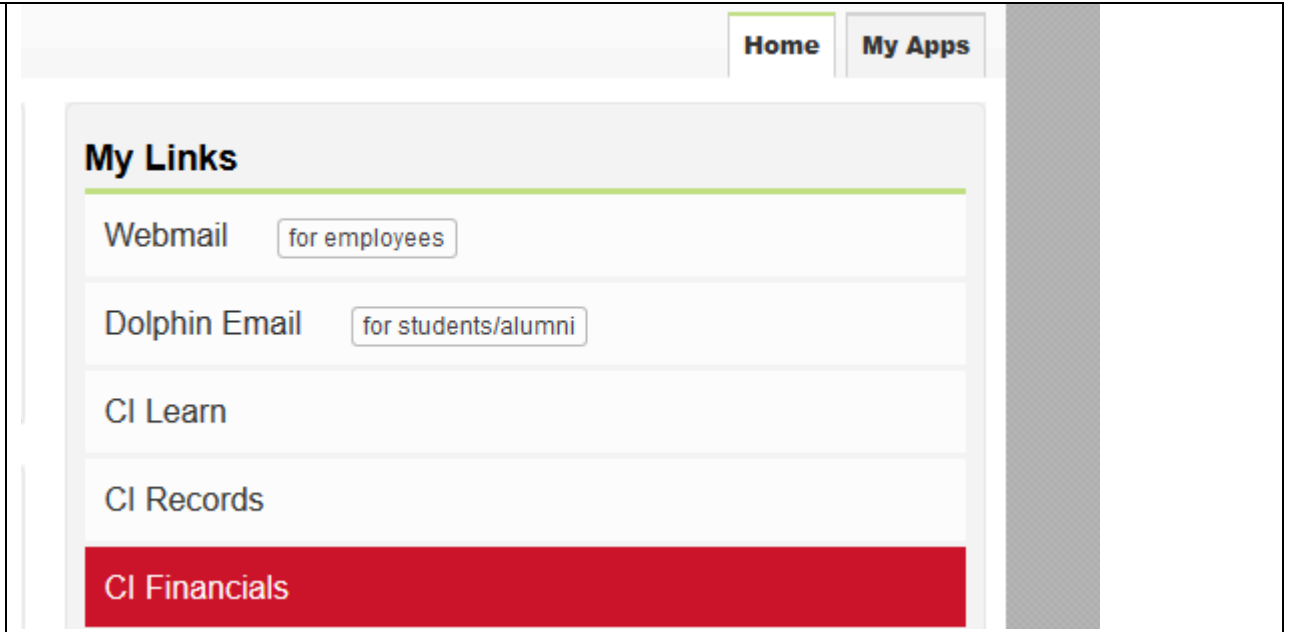 Home My Apps
My Links
Webmail for employees
Dolphin Email for students/alumni
CI Learn
CI Records
CI Financials